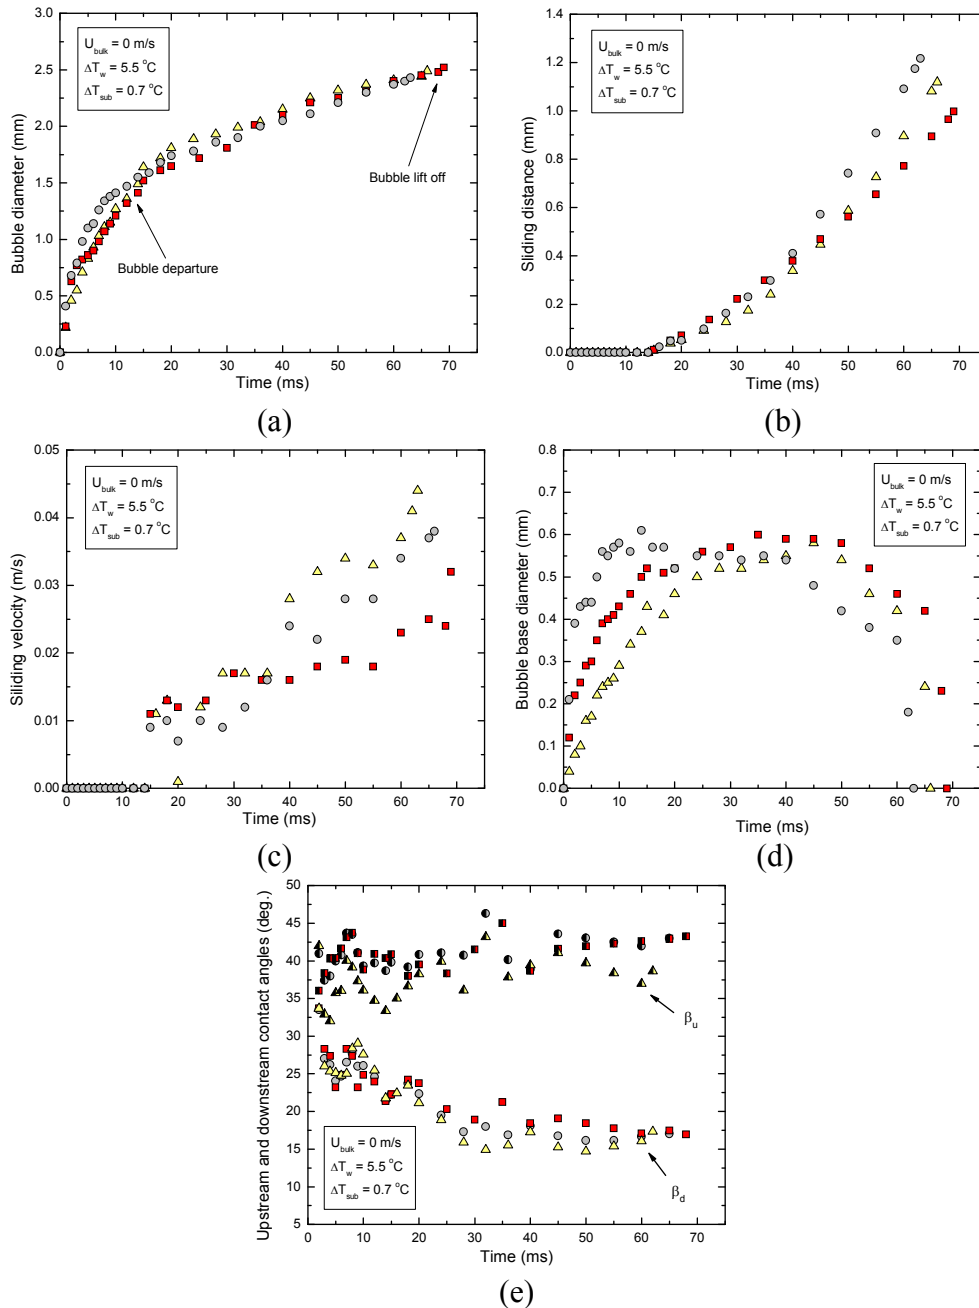 3.0
2.5
2.0
1.5
1.0
0.5
0.0
Bubble diameter (mm)
U_bulk = 0 m/s
ΔT_w = 5.5 °C
ΔT_sub = 0.7 °C
Bubble departure
Bubble lift off
0 10 20 30 40 50 60 70
Time (ms)
(a)
1.4
1.2
1.0
0.8
0.6
0.4
0.2
0.0
Sliding distance (mm)
U_bulk = 0 m/s
ΔT_w = 5.5 °C
ΔT_sub = 0.7 °C
0 10 20 30 40 50 60 70
Time (ms)
(b)
0.05
0.04
0.03
0.02
0.01
0.00
Siliding velocity (m/s)
U_bulk = 0 m/s
ΔT_w = 5.5 °C
ΔT_sub = 0.7 °C
0 10 20 30 40 50 60 70
Time (ms)
(c)
0.8
0.7
0.6
0.5
0.4
0.3
0.2
0.1
0.0
Bubble base diameter (mm)
U_bulk = 0 m/s
ΔT_w = 5.5 °C
ΔT_sub = 0.7 °C
0 10 20 30 40 50 60 70
Time (ms)
(d)
50
45
40
35
30
25
20
15
10
5
Upstream and downstream contact angles (deg.)
β_u
β_d
U_bulk = 0 m/s
ΔT_w = 5.5 °C
ΔT_sub = 0.7 °C
0 10 20 30 40 50 60 70
Time (ms)
(e)